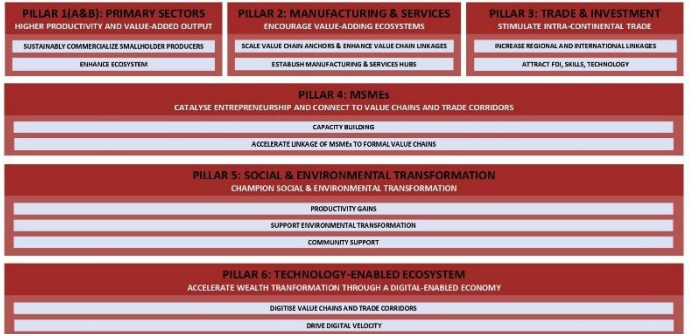 PILLAR 1(A&B): PRIMARY SECTORS
HIGHER PRODUCTIVITY AND VALUE-ADDED OUTPUT
SUSTAINABLY COMMERCIALIZE SMALLHOLDER PRODUCERS
ENHANCE ECOSYSTEM
PILLAR 2: MANUFACTURING & SERVICES
ENCOURAGE VALUE-ADDING ECOSYSTEMS
SCALE VALUE CHAIN ANCHORS & ENHANCE VALUE CHAIN LINKAGES
ESTABLISH MANUFACTURING & SERVICES HUBS
PILLAR 3: TRADE & INVESTMENT
STIMULATE INTRA-CONTINENTAL TRADE
INCREASE REGIONAL AND INTERNATIONAL LINKAGES
ATTRACT FDI, SKILLS, TECHNOLOGY
PILLAR 4: MSMEs
CATALYSE ENTREPRENEURSHIP AND CONNECT TO VALUE CHAINS AND TRADE CORRIDORS
CAPACITY BUILDING
ACCELERATE LINKAGE OF MSMEs TO FORMAL VALUE CHAINS
PILLAR 5: SOCIAL & ENVIRONMENTAL TRANSFORMATION
CHAMPION SOCIAL & ENVIRONMENTAL TRANSFORMATION
PRODUCTIVITY GAINS
SUPPORT ENVIRONMENTAL TRANSFORMATION
COMMUNITY SUPPORT
PILLAR 6: TECHNOLOGY-ENABLED ECOSYSTEM
ACCELERATE WEALTH TRANFORMATION THROUGH A DIGITAL-ENABLED ECONOMY
DIGITISE VALUE CHAINS AND TRADE CORRIDORS
DRIVE DIGITAL VELOCITY